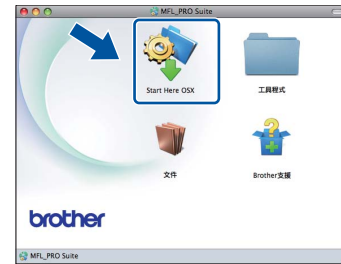 MFL_PRO Suite
Start Here OSX
工具程式
文件
Brother支援
brother
MFL_PRO Suite